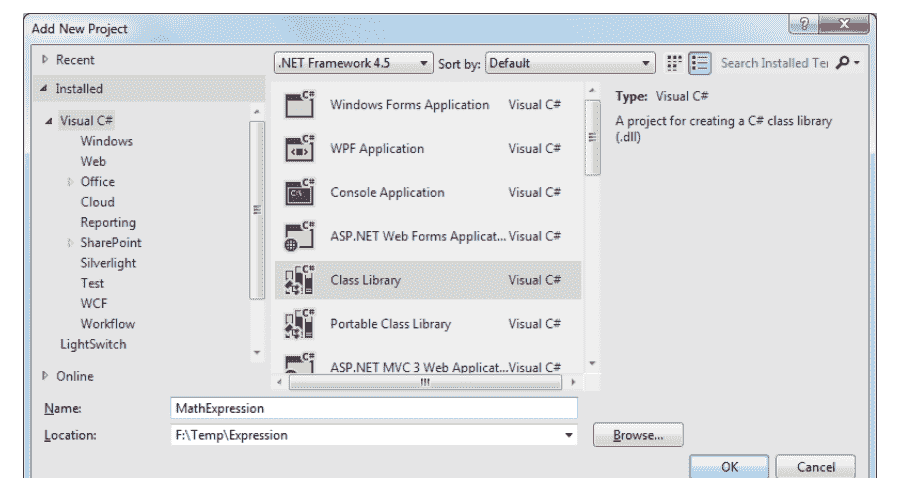 Add New Project
Recent
.NET Framework 4.5 Sort by: Default Search Installed Te
Installed
Visual C#
Windows
Web
Office
Cloud
Reporting
SharePoint
Silverlight
Test
WCF
Workflow
LightSwitch
Online
Windows Forms Application Visual C#
WPF Application Visual C#
Console Application Visual C#
ASP.NET Web Forms Applicat... Visual C#
Class Library Visual C#
Portable Class Library Visual C#
ASP.NET MVC 3 Web Applicat...Visual C#
Type: Visual C#
A project for creating a C# class library
(.dll)
Name: MathExpression
Location: F:\Temp\Expression Browse...
OK Cancel